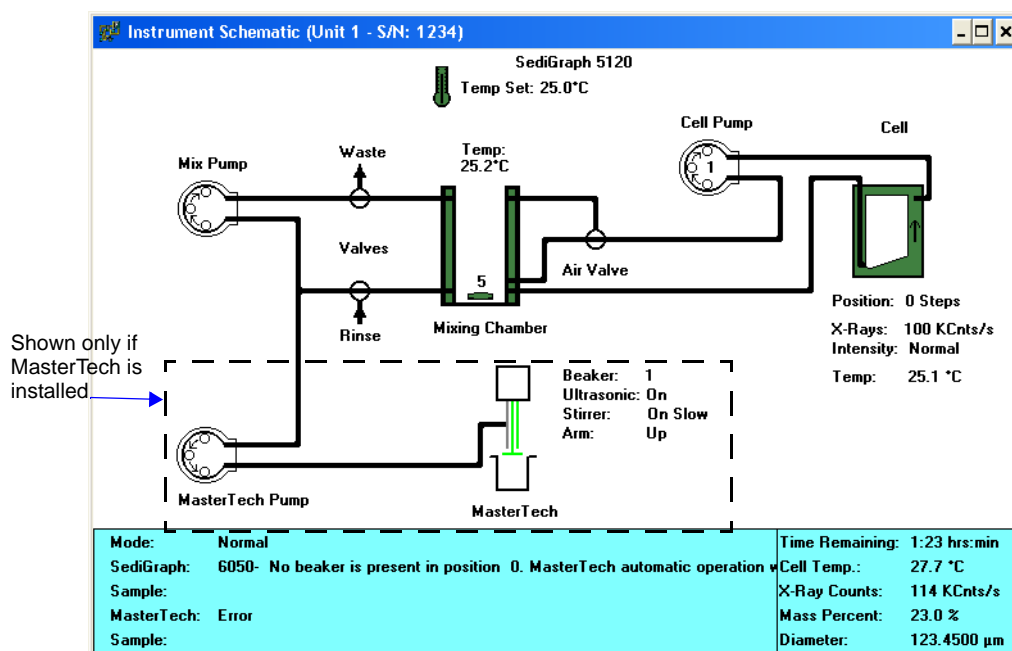 Instrument Schematic (Unit 1 - S/N: 1234)
SediGraph 5120
Temp Set: 25.0°C
Cell Pump
1
Cell
Mix Pump
Waste
Temp:
25.2°C
Valves
5
Air Valve
Rinse
Mixing Chamber
Position: 0 Steps
X-Rays: 100 KCnts/s
Intensity: Normal
Temp: 25.1 °C
Shown only if
MasterTech is
installed
Beaker: 1
Ultrasonic: On
Stirrer: On Slow
Arm: Up
MasterTech Pump
MasterTech
Mode: Normal
SediGraph: 6050- No beaker is present in position 0. MasterTech automatic operation
Sample:
MasterTech: Error
Sample:
Time Remaining: 1:23 hrs:min
Cell Temp.: 27.7 °C
X-Ray Counts: 114 KCnts/s
Mass Percent: 23.0 %
Diameter: 123.4500 µm